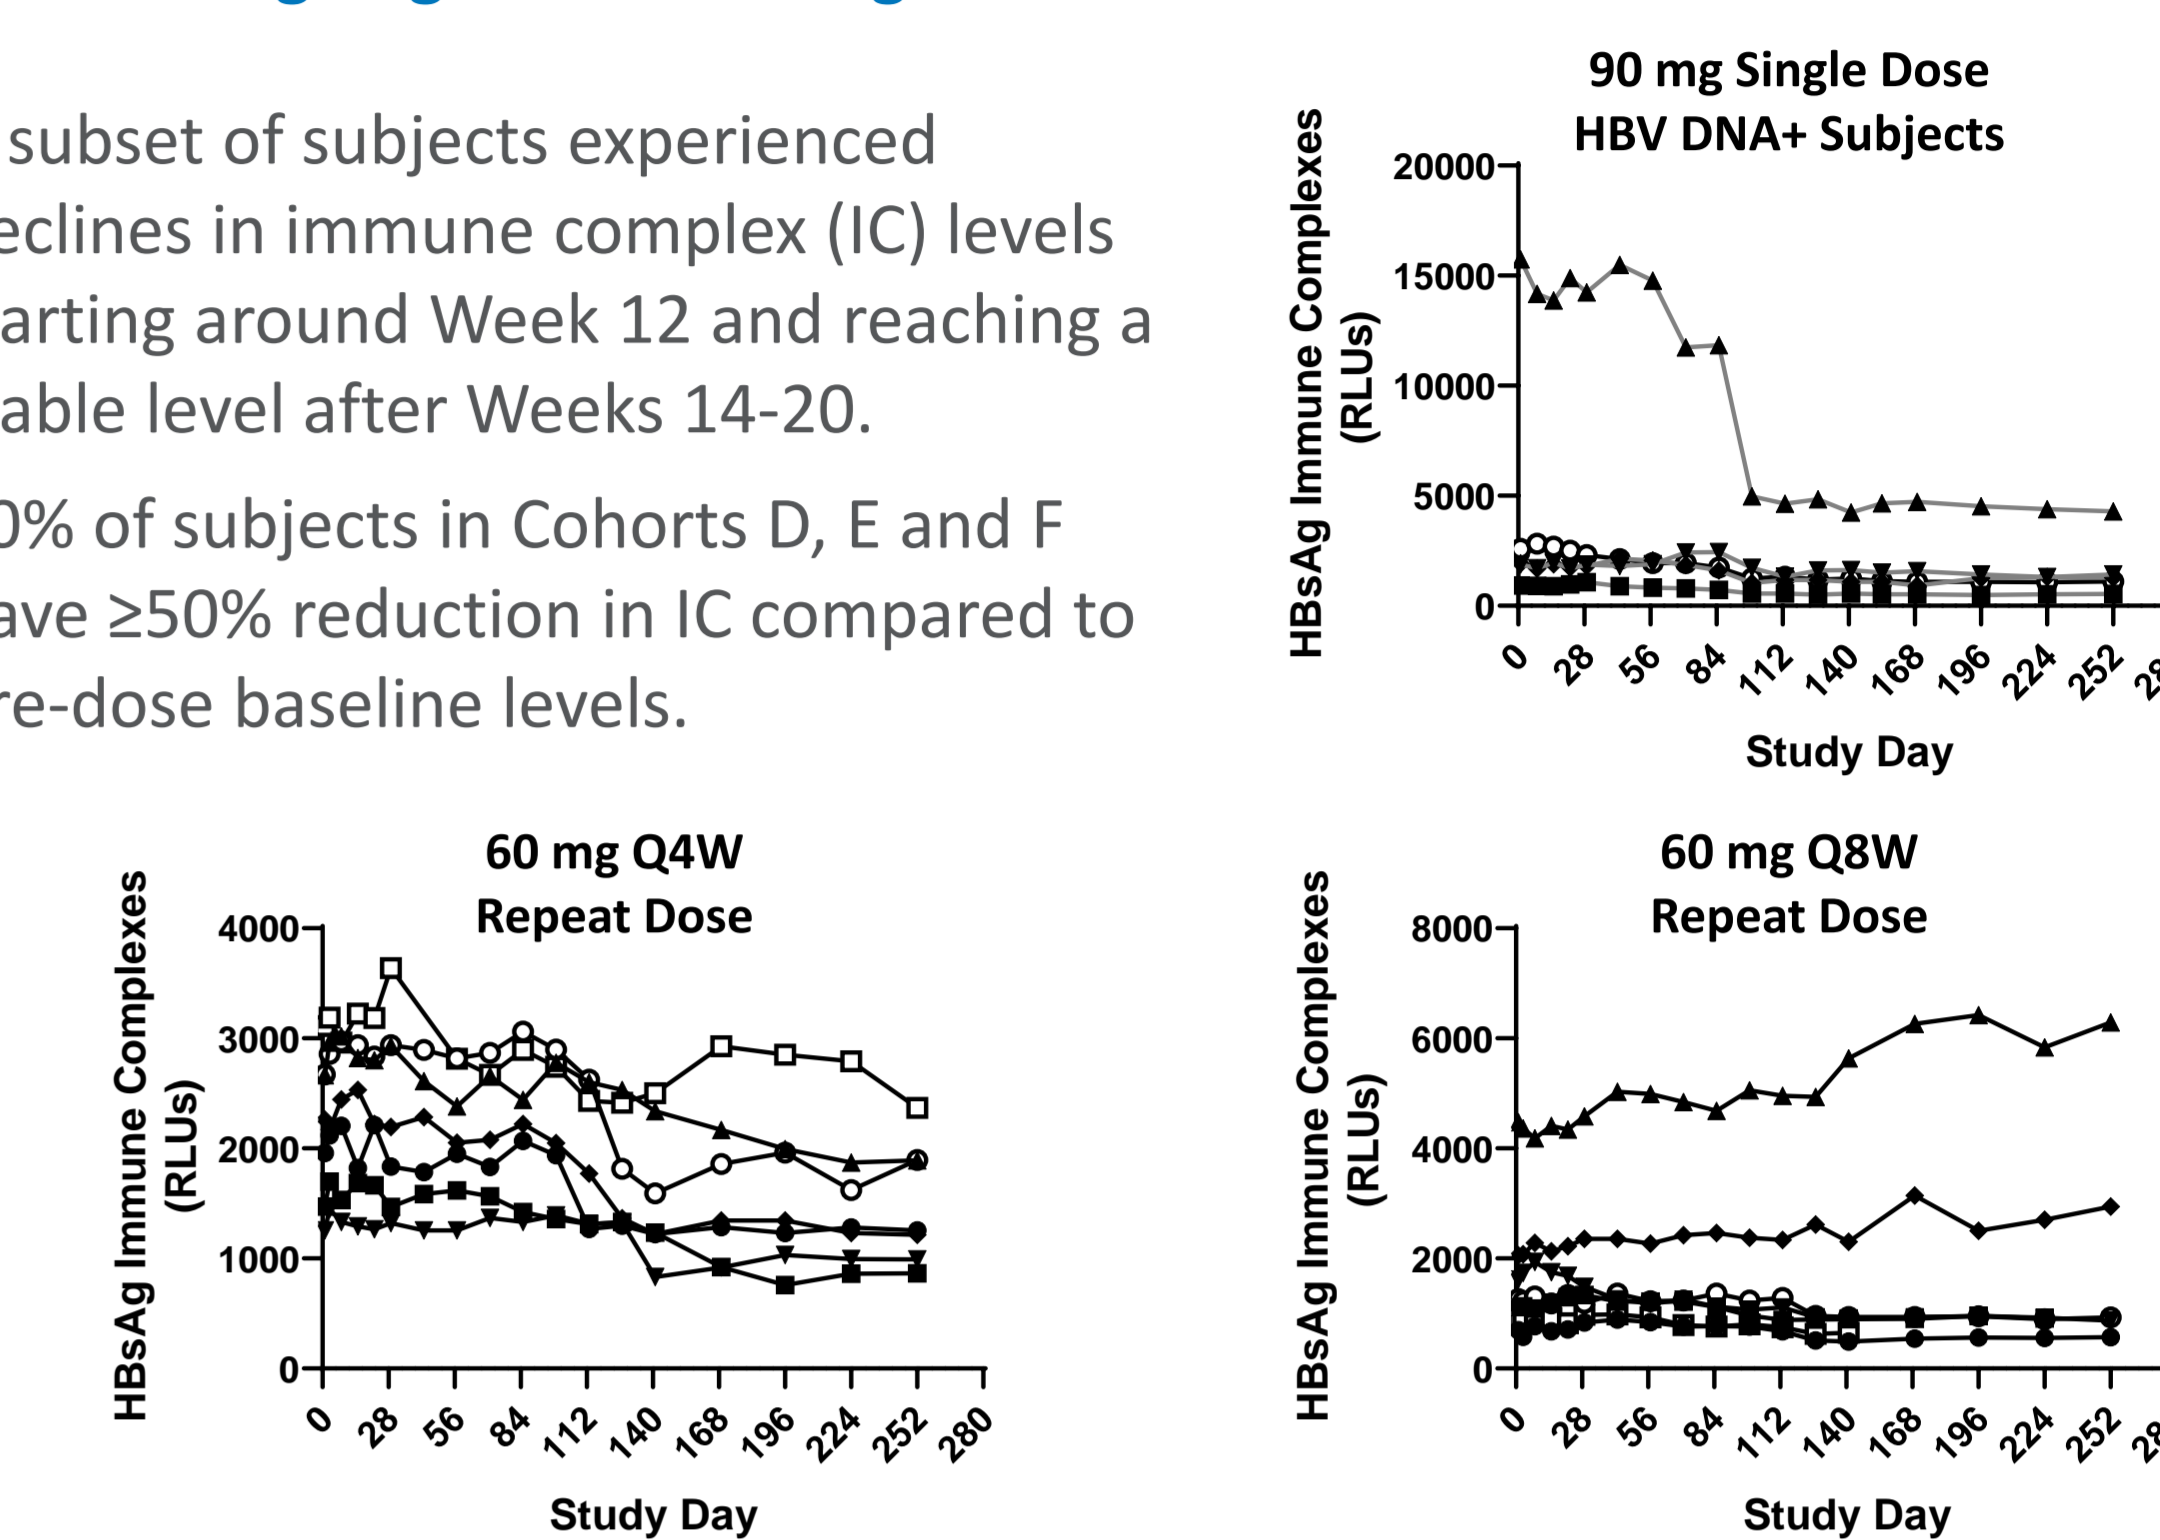 subset of subjects experienced
eclines in immune complex (IC) levels
arting around Week 12 and reaching a
able level after Weeks 14-20.
0% of subjects in Cohorts D, E and F
ave ≥50% reduction in IC compared to
re-dose baseline levels.
90 mg Single Dose
HBV DNA+ Subjects
HBsAg Immune Complexes
(RLUs)
20000
15000
10000
5000
0
0 28 56 84 112 140 168 196 224 252 28
Study Day
60 mg Q4W
Repeat Dose
HBsAg Immune Complexes
(RLUs)
4000
3000
2000
1000
0
0 28 56 84 112 140 168 196 224 252 280
Study Day
60 mg Q8W
Repeat Dose
HBsAg Immune Complexes
(RLUs)
8000
6000
4000
2000
0
0 28 56 84 112 140 168 196 224 252 28
Study Day